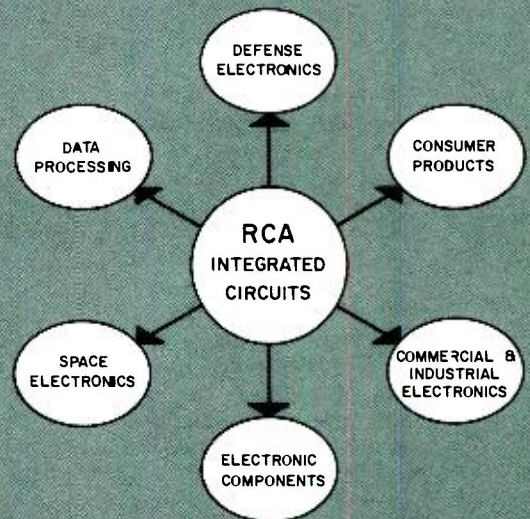 DEFENSE
ELECTRONICS
DATA
PROCESSING
CONSUMER
PRODUCTS
RCA
INTEGRATED
CIRCUITS
SPACE
ELECTRONICS
COMMERCIAL &
INDUSTRIAL
ELECTRONICS
ELECTRONIC
COMPONENTS